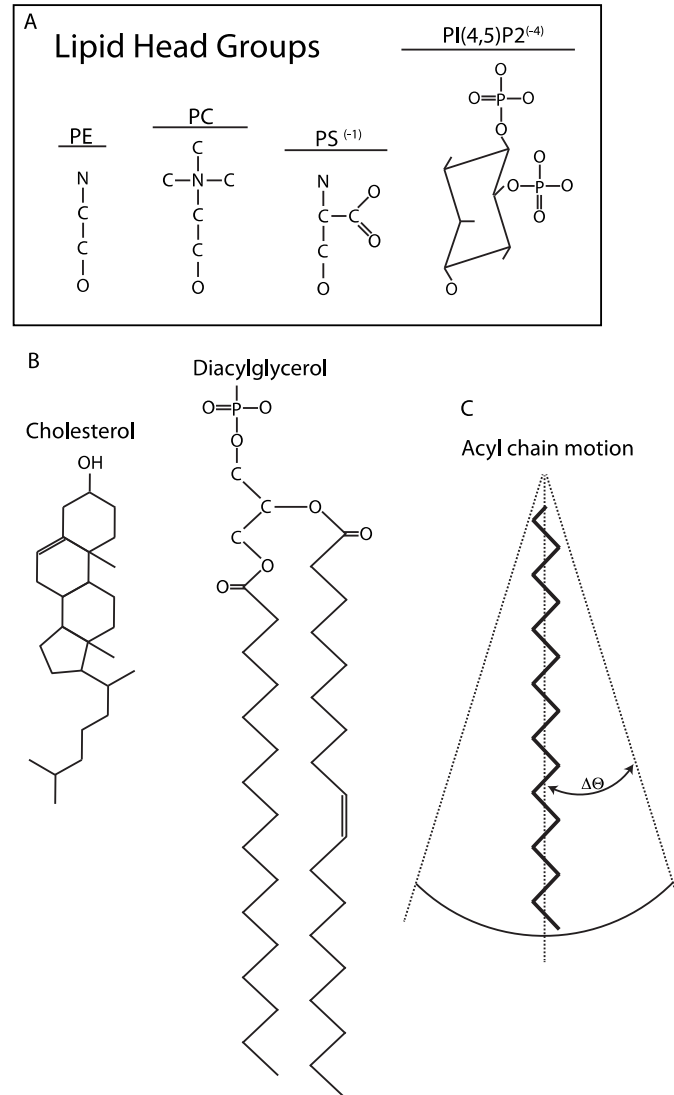 A
Lipid Head Groups
PE
N
C
C
O
PC
C
C—N—C
C
C
O
PS (-1)
N
C—C
O
O
C
O
PI(4,5)P2(-4)
O
O=P—O
O
O
O—P—O
O
O
B
Cholesterol
OH
Diacylglycerol
O=P—O
O
C
C—O
C
C=O
O
O=C
C
Acyl chain motion
ΔΘ